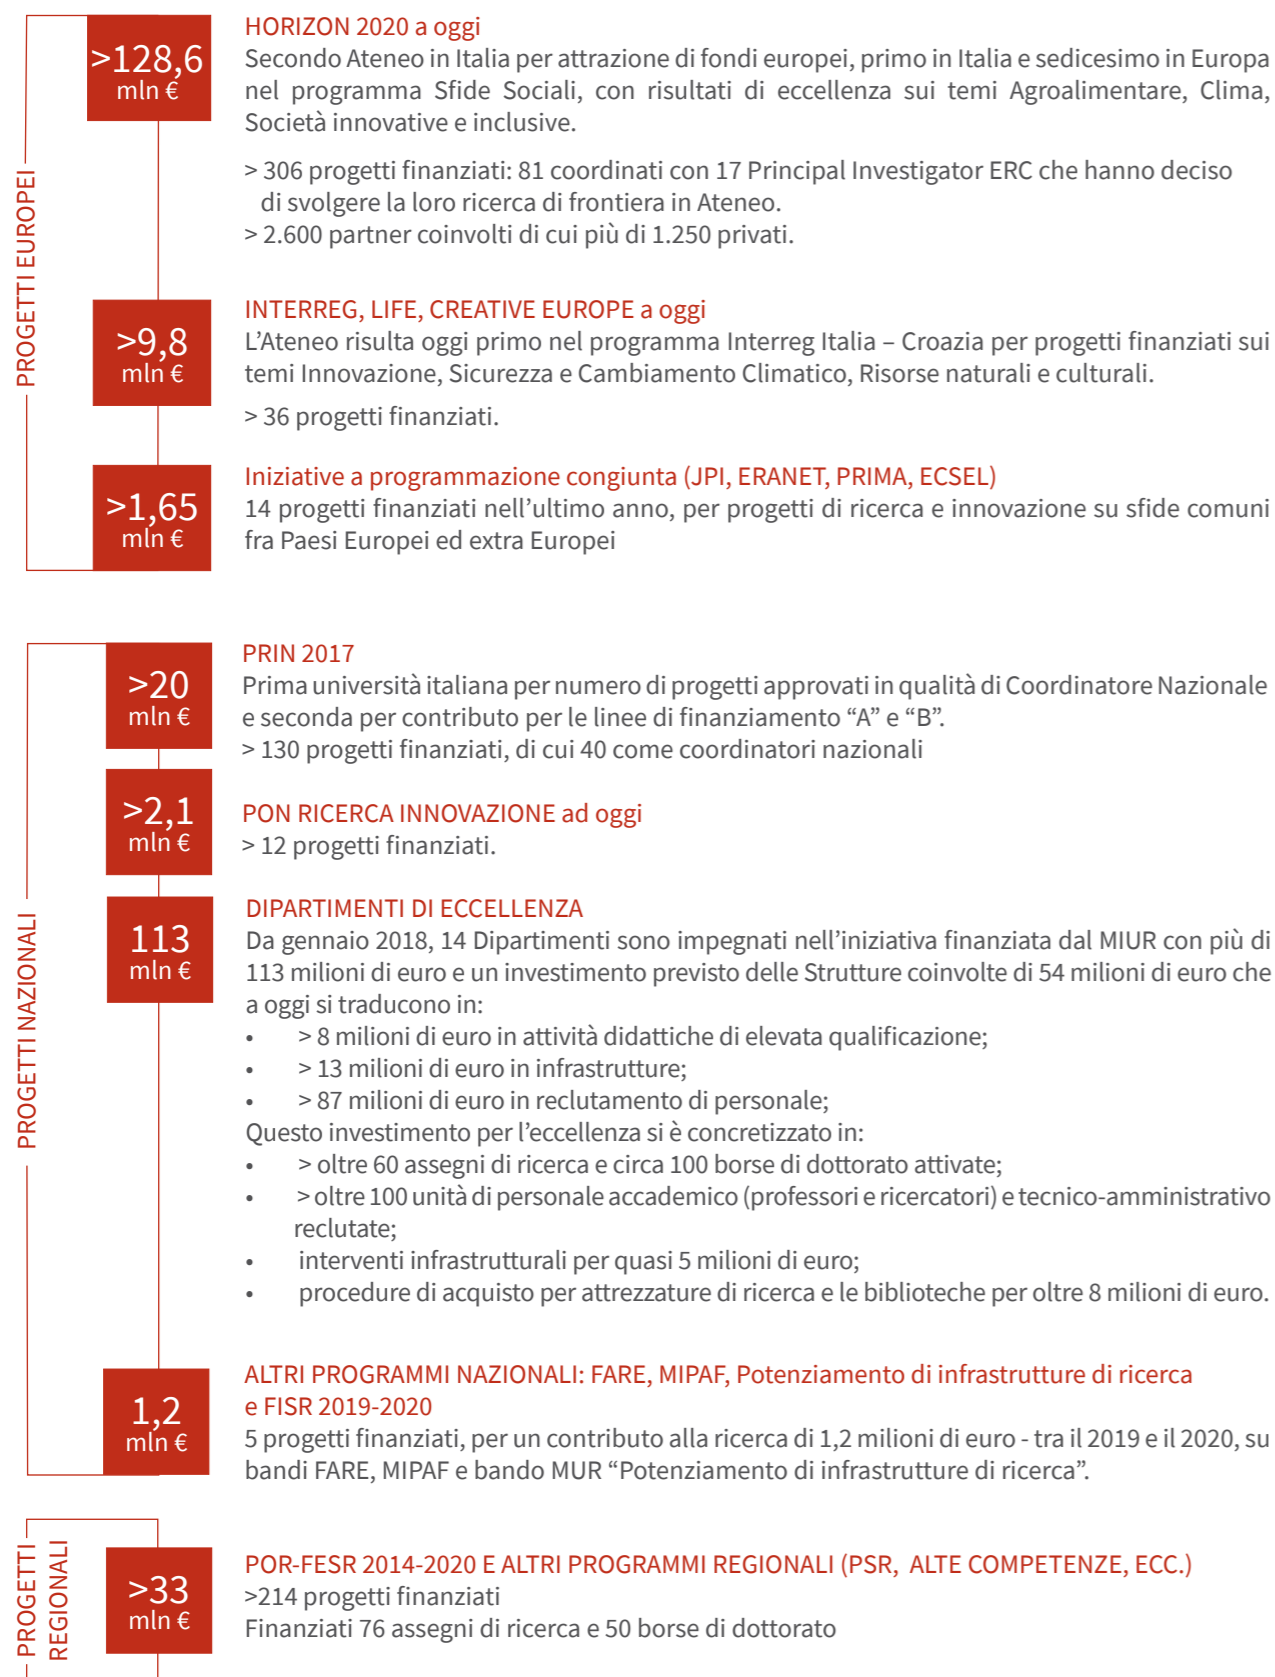 PROGETTI EUROPEI
>128,6
mln €
HORIZON 2020 a oggi
Secondo Ateneo in Italia per attrazione di fondi europei, primo in Italia e sedicesimo in Europa
nel programma Sfide Sociali, con risultati di eccellenza sui temi Agroalimentare, Clima,
Società innovative e inclusive.
> 306 progetti finanziati: 81 coordinati con 17 Principal Investigator ERC che hanno deciso
di svolgere la loro ricerca di frontiera in Ateneo.
> 2.600 partner coinvolti di cui più di 1.250 privati.
>9,8
mln €
INTERREG, LIFE, CREATIVE EUROPE a oggi
L’Ateneo risulta oggi primo nel programma Interreg Italia – Croazia per progetti finanziati sui
temi Innovazione, Sicurezza e Cambiamento Climatico, Risorse naturali e culturali.
> 36 progetti finanziati.
>1,65
mln €
Iniziative a programmazione congiunta (JPI, ERANET, PRIMA, ECSEL)
14 progetti finanziati nell’ultimo anno, per progetti di ricerca e innovazione su sfide comuni
fra Paesi Europei ed extra Europei
PROGETTI NAZIONALI
>20
mln €
PRIN 2017
Prima università italiana per numero di progetti approvati in qualità di Coordinatore Nazionale
e seconda per contributo per le linee di finanziamento “A” e “B”.
> 130 progetti finanziati, di cui 40 come coordinatori nazionali
>2,1
mln €
PON RICERCA INNOVAZIONE ad oggi
> 12 progetti finanziati.
113
mln €
DIPARTIMENTI DI ECCELLENZA
Da gennaio 2018, 14 Dipartimenti sono impegnati nell’iniziativa finanziata dal MIUR con più di
113 milioni di euro e un investimento previsto delle Strutture coinvolte di 54 milioni di euro che
a oggi si traducono in:
• > 8 milioni di euro in attività didattiche di elevata qualificazione;
• > 13 milioni di euro in infrastrutture;
• > 87 milioni di euro in reclutamento di personale;
Questo investimento per l’eccellenza si è concretizzato in:
• > oltre 60 assegni di ricerca e circa 100 borse di dottorato attivate;
• > oltre 100 unità di personale accademico (professori e ricercatori) e tecnico-amministrativo
reclutate;
• interventi infrastrutturali per quasi 5 milioni di euro;
• procedure di acquisto per attrezzature di ricerca e le biblioteche per oltre 8 milioni di euro.
1,2
mln €
ALTRI PROGRAMMI NAZIONALI: FARE, MIPAF, Potenziamento di infrastrutture di ricerca
e FISR 2019-2020
5 progetti finanziati, per un contributo alla ricerca di 1,2 milioni di euro - tra il 2019 e il 2020, su
bandi FARE, MIPAF e bando MUR “Potenziamento di infrastrutture di ricerca”.
PROGETTI
REGIONALI
>33
mln €
POR-FESR 2014-2020 E ALTRI PROGRAMMI REGIONALI (PSR, ALTE COMPETENZE, ECC.)
>214 progetti finanziati
Finanziati 76 assegni di ricerca e 50 borse di dottorato